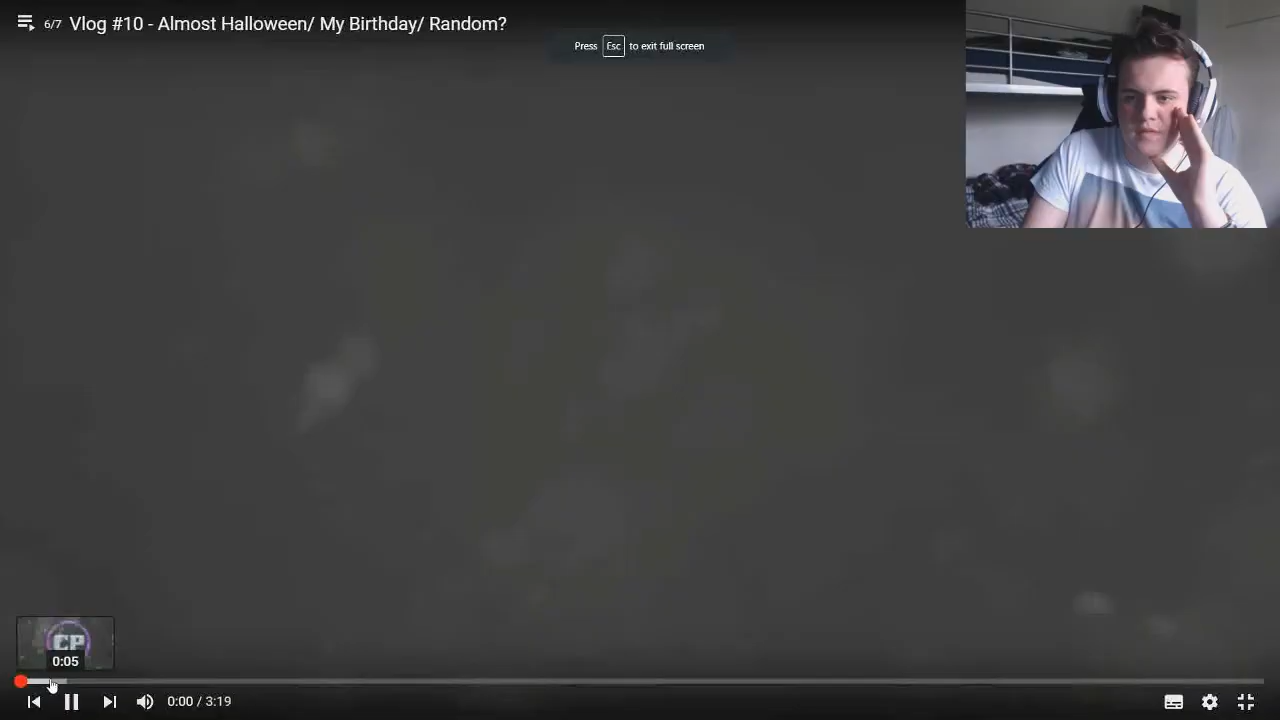 6/7 Vlog #10 - Almost Halloween/ My Birthday/ Random?
Press Esc to exit full screen
CP
0:05
0:00 / 3:19